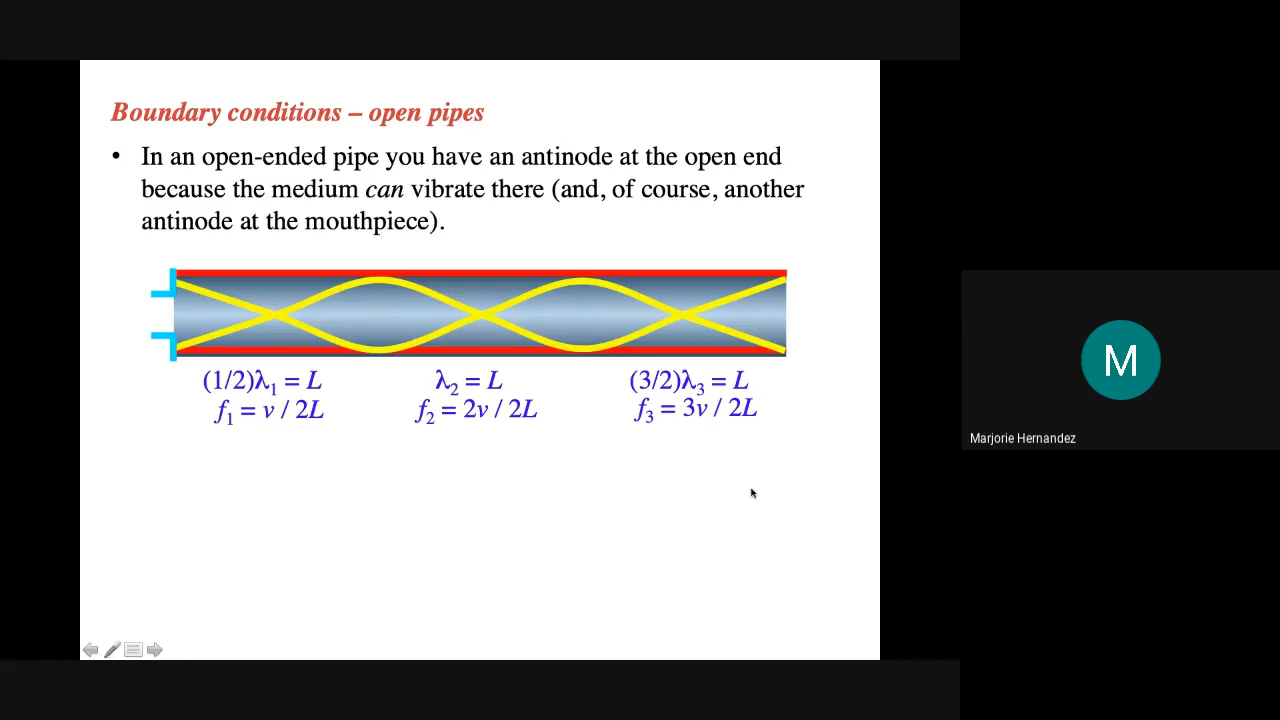 Boundary conditions – open pipes
• In an open-ended pipe you have an antinode at the open end
because the medium can vibrate there (and, of course, another
antinode at the mouthpiece).
(1/2)λ₁ = L
f₁ = v / 2L
λ₂ = L
f₂ = 2v / 2L
(3/2)λ₃ = L
f₃ = 3v / 2L
M
Marjorie Hernandez